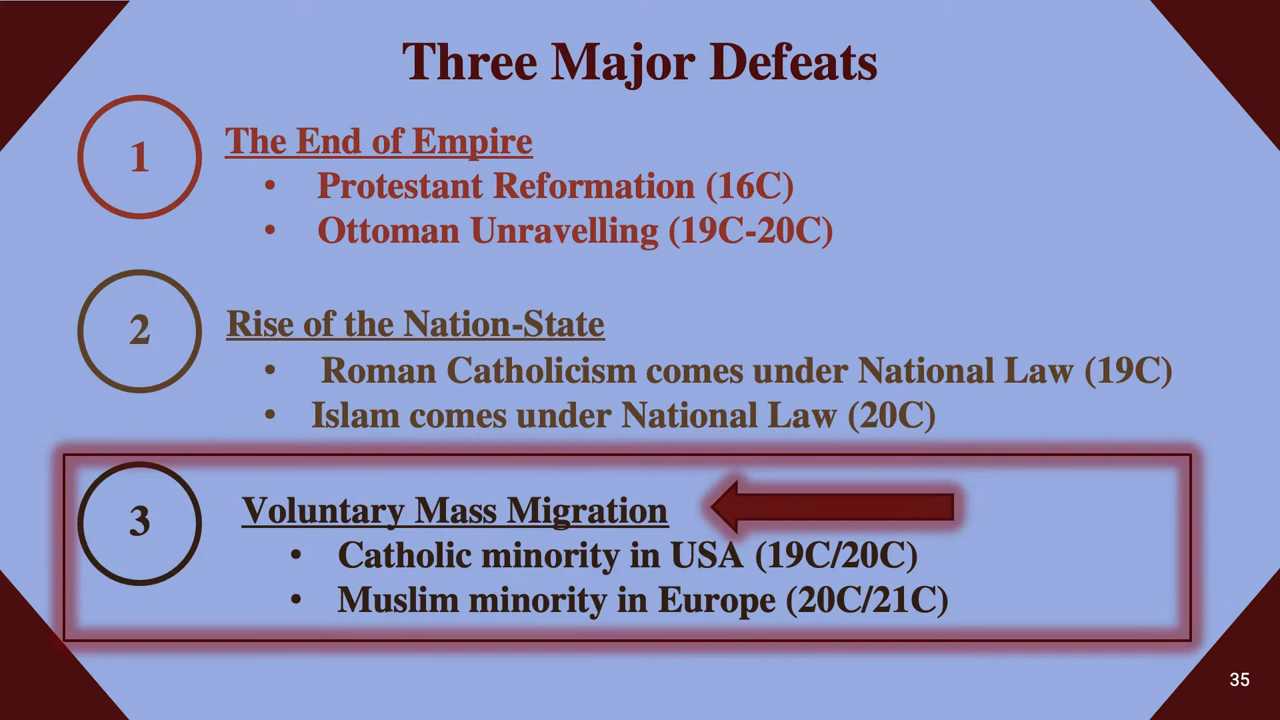 Three Major Defeats
1
The End of Empire
• Protestant Reformation (16C)
• Ottoman Unravelling (19C-20C)
2
Rise of the Nation-State
• Roman Catholicism comes under National Law (19C)
• Islam comes under National Law (20C)
3
Voluntary Mass Migration
• Catholic minority in USA (19C/20C)
• Muslim minority in Europe (20C/21C)
35